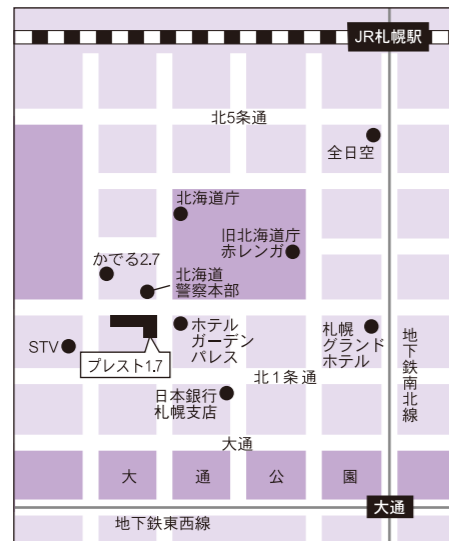 JR札幌駅
北5条通
全日空
北海道庁
旧北海道庁
赤レンガ
かでる2.7
北海道
警察本部
ホテル
ガーデン
パレス
札幌
グランド
ホテル
地下鉄南北線
STV
プレスト1.7
北1条通
日本銀行
札幌支店
大通
大通公園
大通
地下鉄東西線